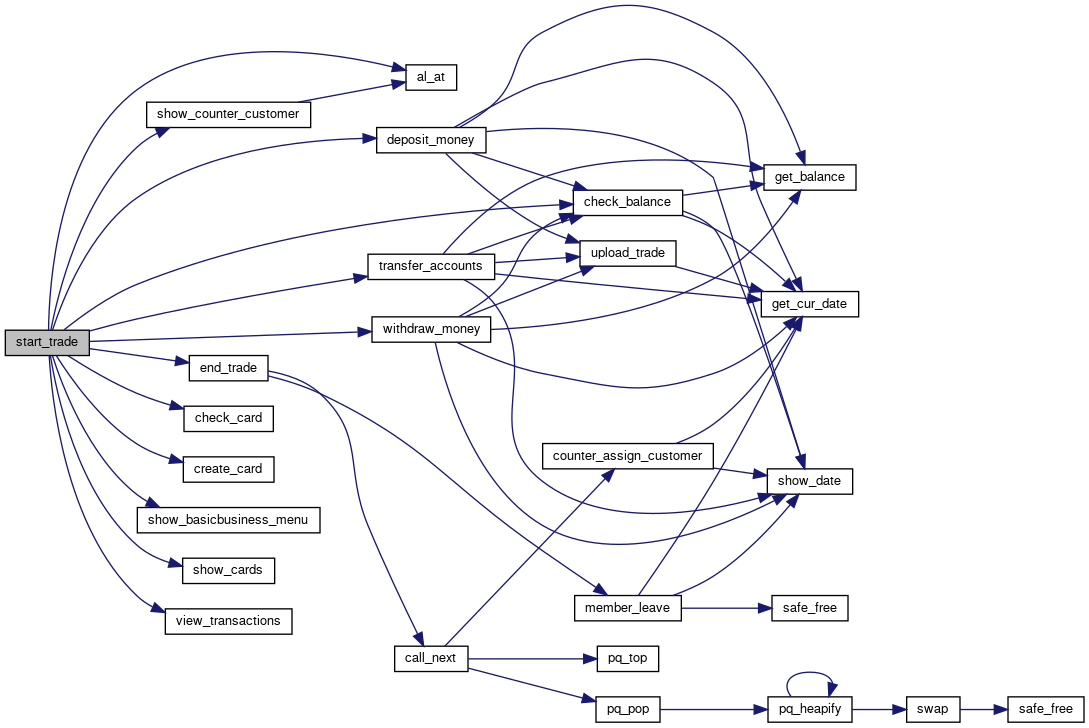 al_at
show_counter_customer
deposit_money
get_balance
check_balance
upload_trade
transfer_accounts
get_cur_date
withdraw_money
start_trade
end_trade
check_card
counter_assign_customer
create_card
show_date
show_basicbusiness_menu
show_cards
member_leave
safe_free
view_transactions
call_next
pq_top
pq_pop
pq_heapify
swap
safe_free